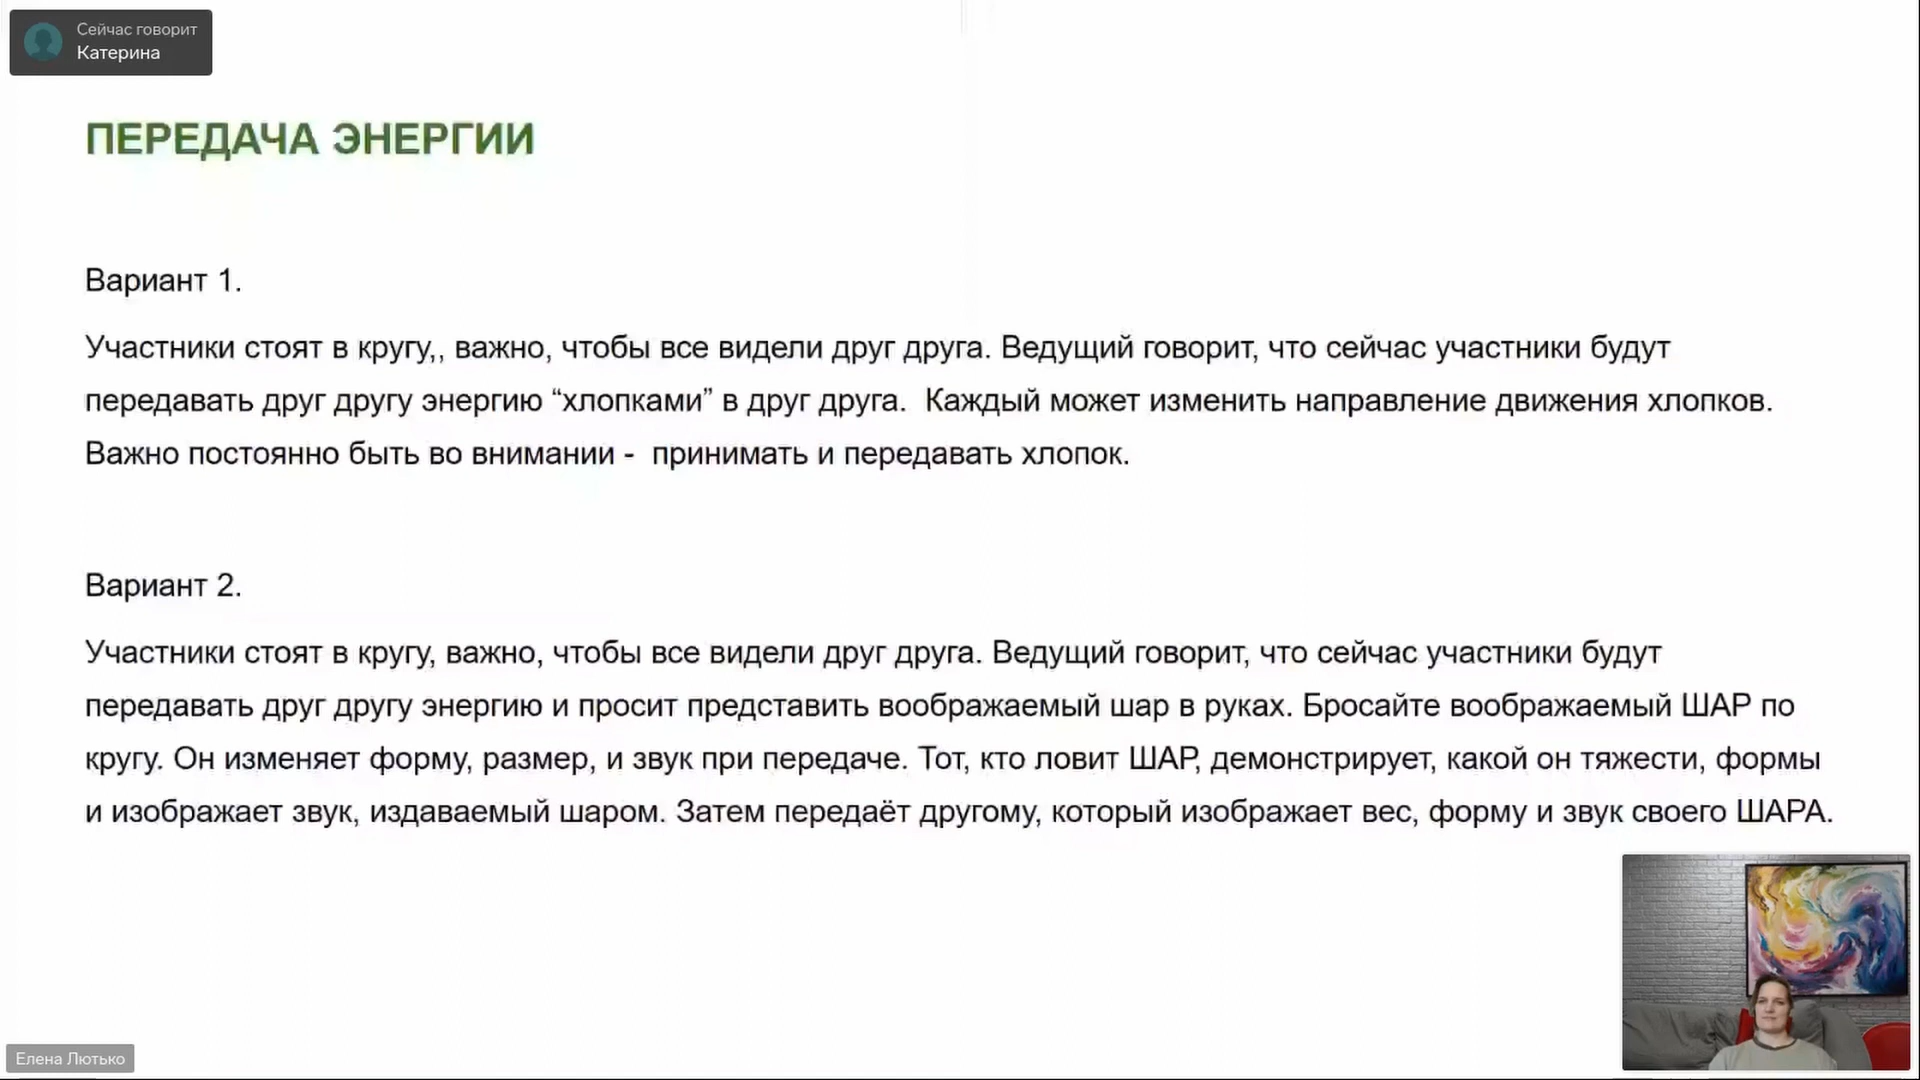 Сейчас говорит
Катерина
ПЕРЕДАЧА ЭНЕРГИИ
Вариант 1.
Участники стоят в кругу,, важно, чтобы все видели друг друга. Ведущий говорит, что сейчас участники будут
передавать друг другу энергию “хлопками” в друг друга.  Каждый может изменить направление движения хлопков.
Важно постоянно быть во внимании -  принимать и передавать хлопок.
Вариант 2.
Участники стоят в кругу, важно, чтобы все видели друг друга. Ведущий говорит, что сейчас участники будут
передавать друг другу энергию и просит представить воображаемый шар в руках. Бросайте воображаемый ШАР по
кругу. Он изменяет форму, размер, и звук при передаче. Тот, кто ловит ШАР, демонстрирует, какой он тяжести, формы
и изображает звук, издаваемый шаром. Затем передаёт другому, который изображает вес, форму и звук своего ШАРА.
Елена Лютько